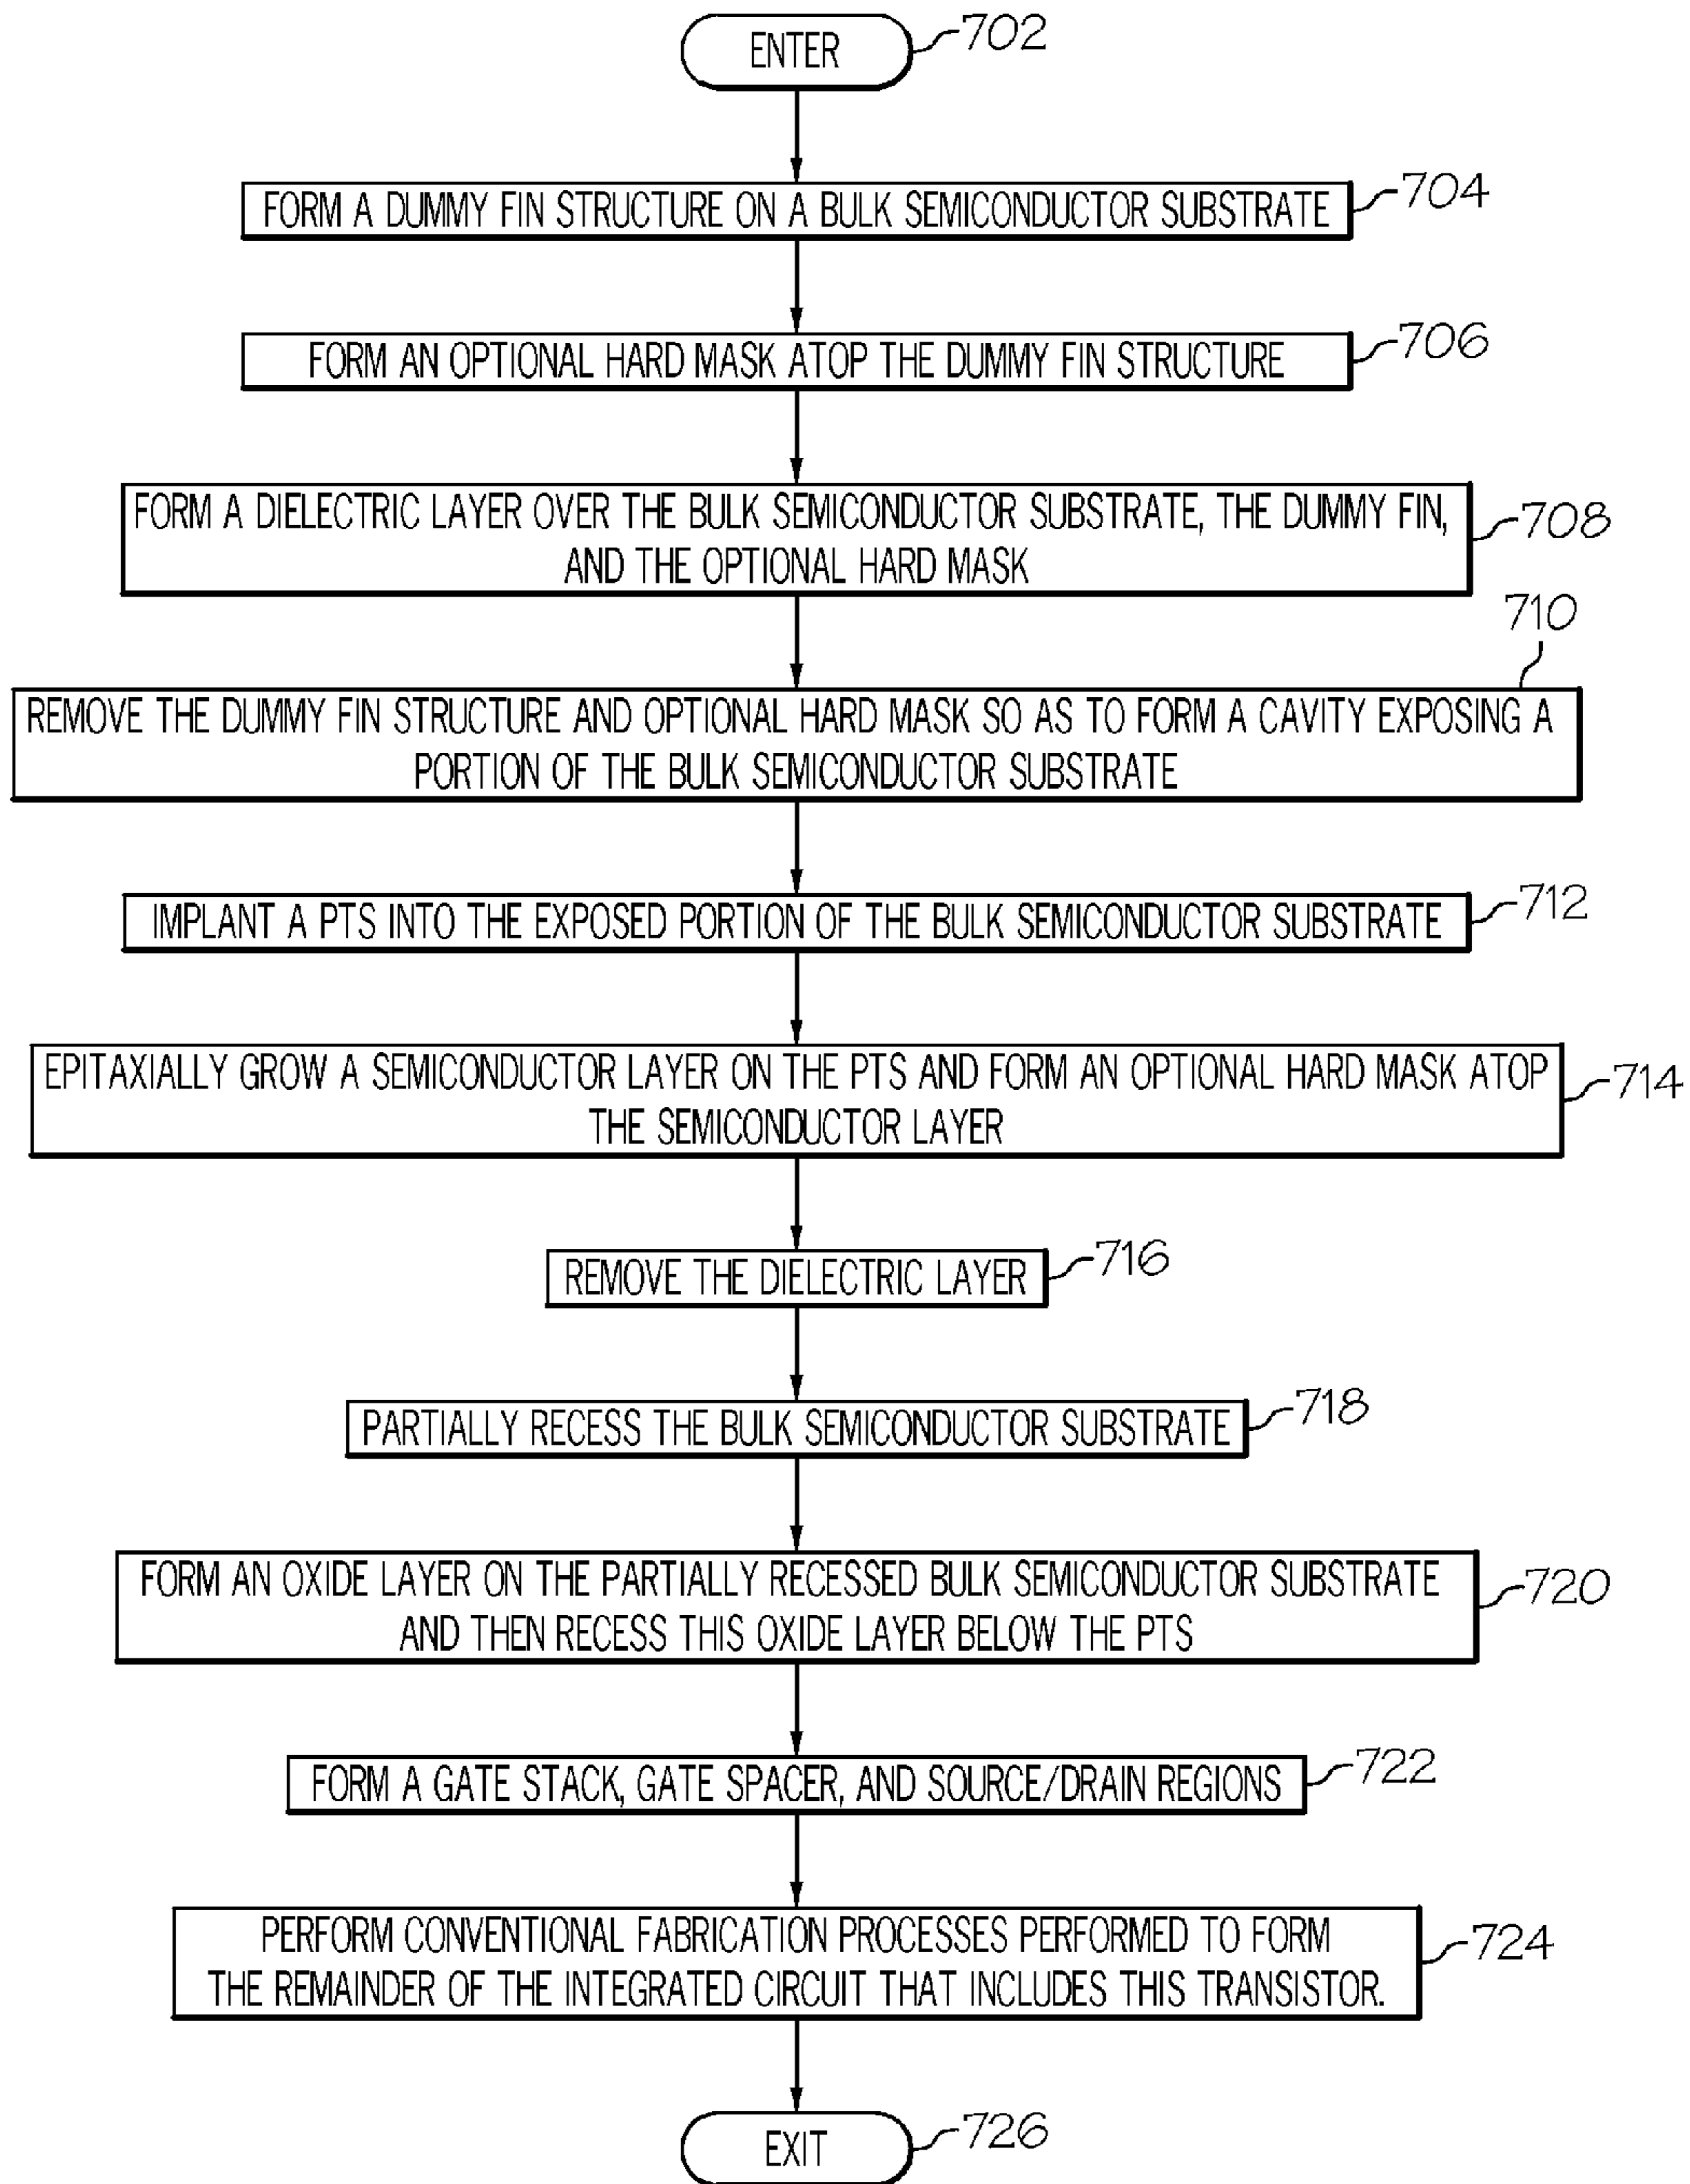 ENTER
702
FORM A DUMMY FIN STRUCTURE ON A BULK SEMICONDUCTOR SUBSTRATE
704
FORM AN OPTIONAL HARD MASK ATOP THE DUMMY FIN STRUCTURE
706
FORM A DIELECTRIC LAYER OVER THE BULK SEMICONDUCTOR SUBSTRATE, THE DUMMY FIN,
AND THE OPTIONAL HARD MASK
708
710
REMOVE THE DUMMY FIN STRUCTURE AND OPTIONAL HARD MASK SO AS TO FORM A CAVITY EXPOSING A
PORTION OF THE BULK SEMICONDUCTOR SUBSTRATE
IMPLANT A PTS INTO THE EXPOSED PORTION OF THE BULK SEMICONDUCTOR SUBSTRATE
712
EPITAXIALLY GROW A SEMICONDUCTOR LAYER ON THE PTS AND FORM AN OPTIONAL HARD MASK ATOP
THE SEMICONDUCTOR LAYER
714
REMOVE THE DIELECTRIC LAYER
716
PARTIALLY RECESS THE BULK SEMICONDUCTOR SUBSTRATE
718
FORM AN OXIDE LAYER ON THE PARTIALLY RECESSED BULK SEMICONDUCTOR SUBSTRATE
AND THEN RECESS THIS OXIDE LAYER BELOW THE PTS
720
FORM A GATE STACK, GATE SPACER, AND SOURCE/DRAIN REGIONS
722
PERFORM CONVENTIONAL FABRICATION PROCESSES PERFORMED TO FORM
THE REMAINDER OF THE INTEGRATED CIRCUIT THAT INCLUDES THIS TRANSISTOR.
724
EXIT
726